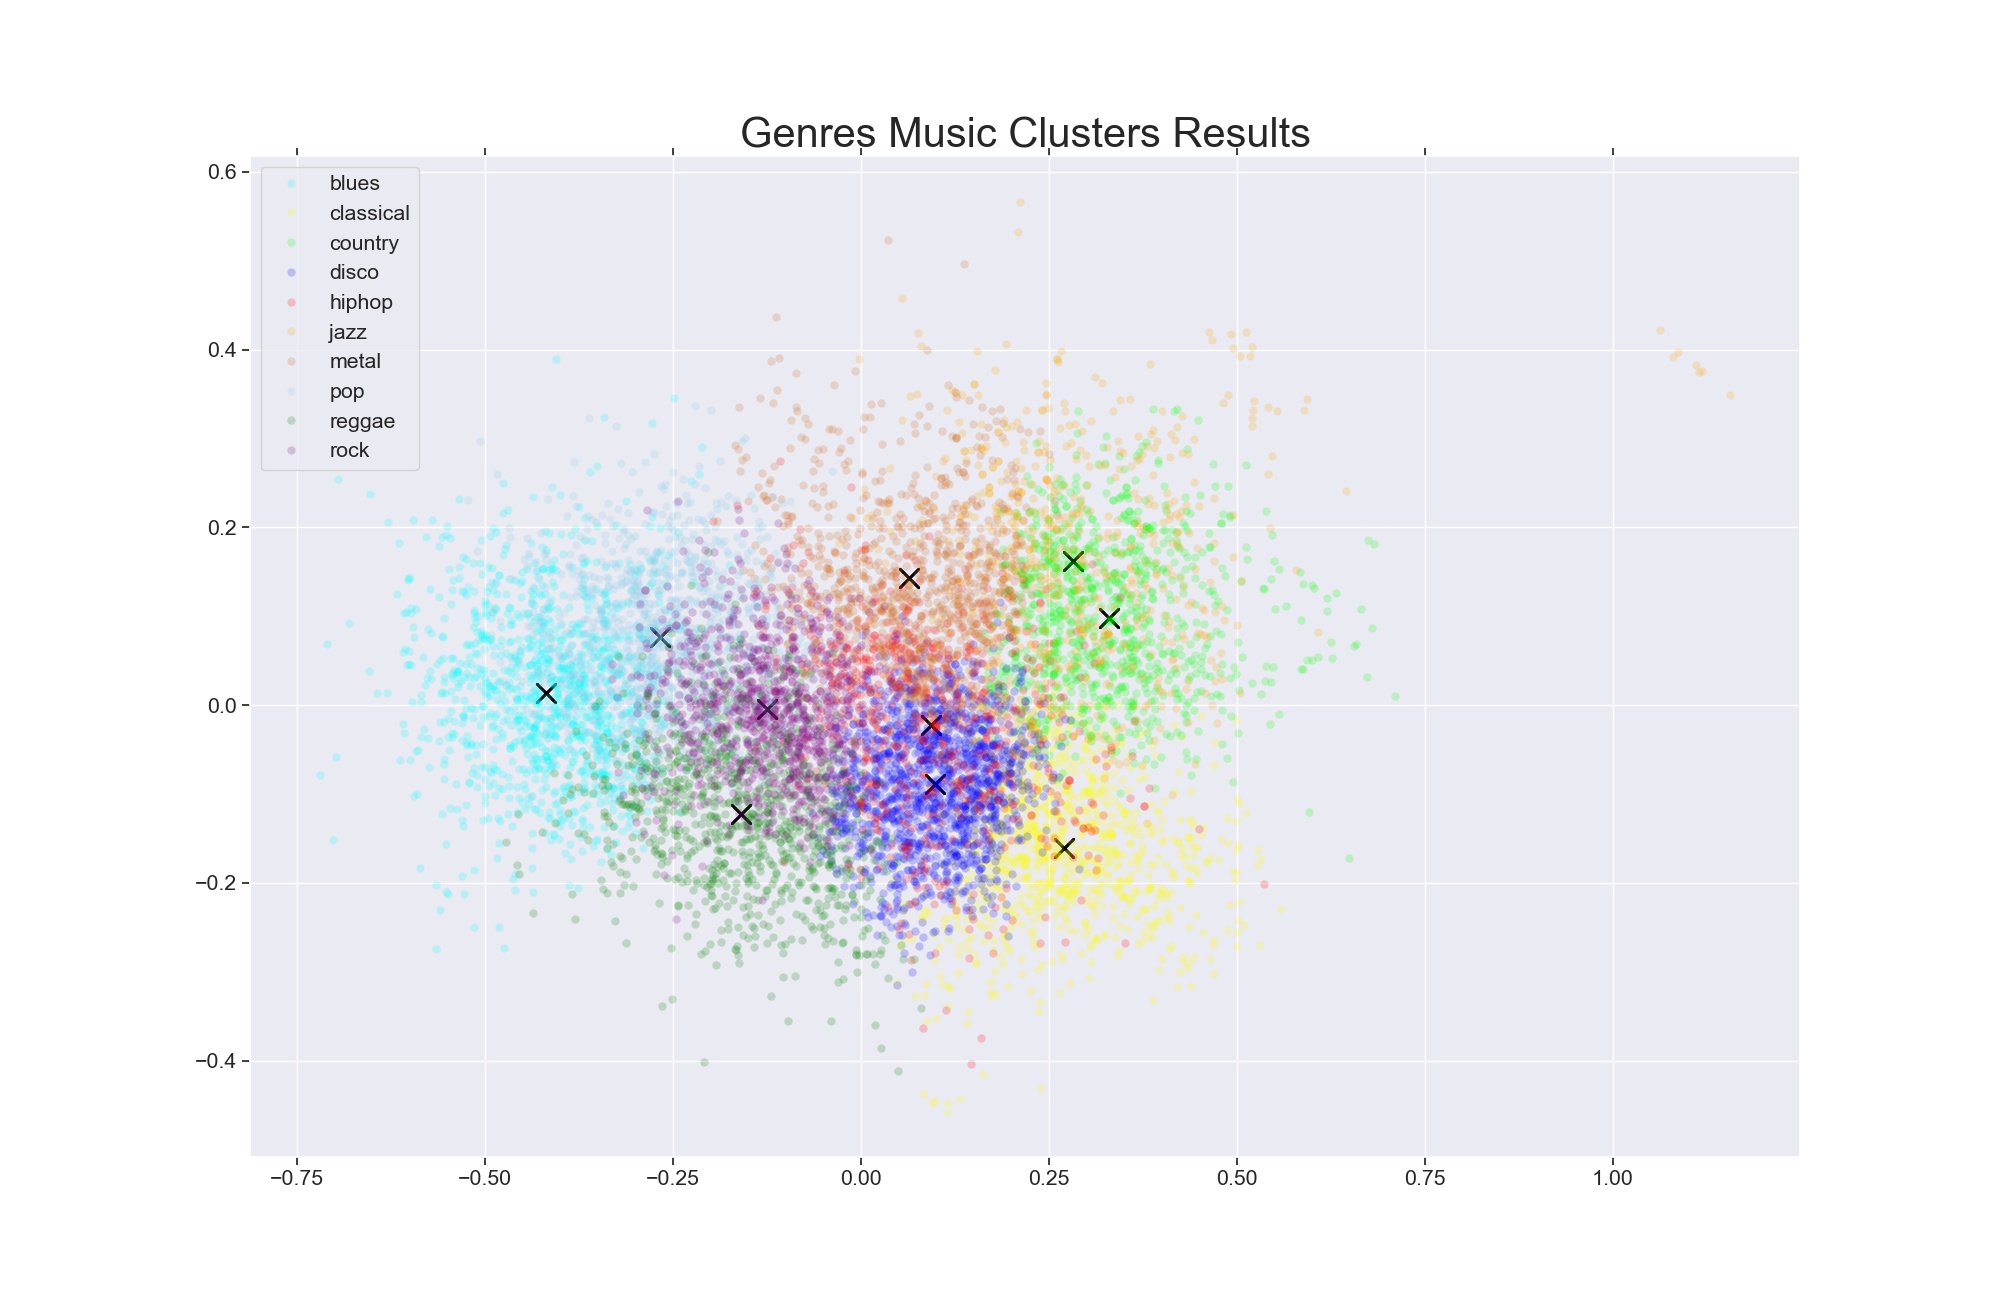 Genres Music Clusters Results
0.6
0.4
0.2
0.0
−0.2
−0.4
blues
classical
country
disco
hiphop
jazz
metal
pop
reggae
rock
−0.75 −0.50 −0.25 0.00 0.25 0.50 0.75 1.00